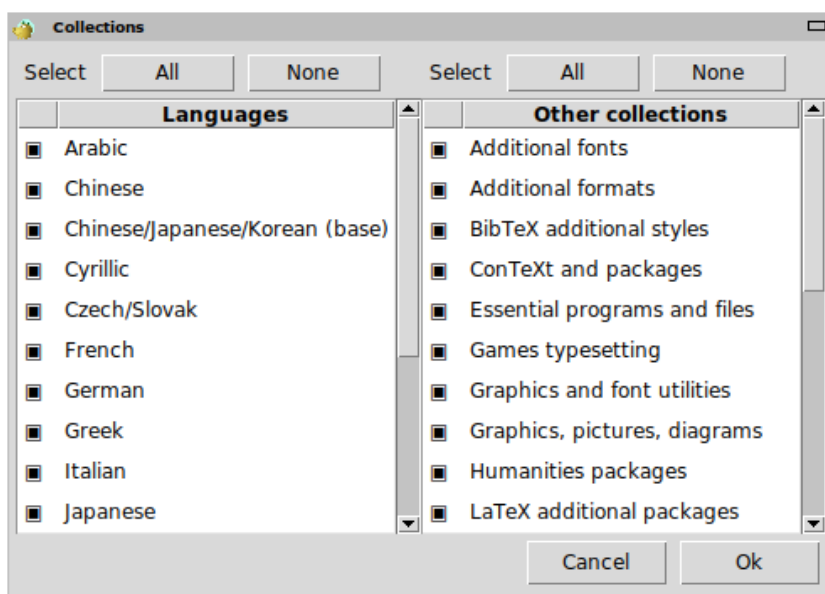 Collections
Select All None Select All None
Languages
Arabic
Chinese
Chinese/Japanese/Korean (base)
Cyrillic
Czech/Slovak
French
German
Greek
Italian
Japanese
Other collections
Additional fonts
Additional formats
BibTeX additional styles
ConTeXt and packages
Essential programs and files
Games typesetting
Graphics and font utilities
Graphics, pictures, diagrams
Humanities packages
LaTeX additional packages
Cancel Ok